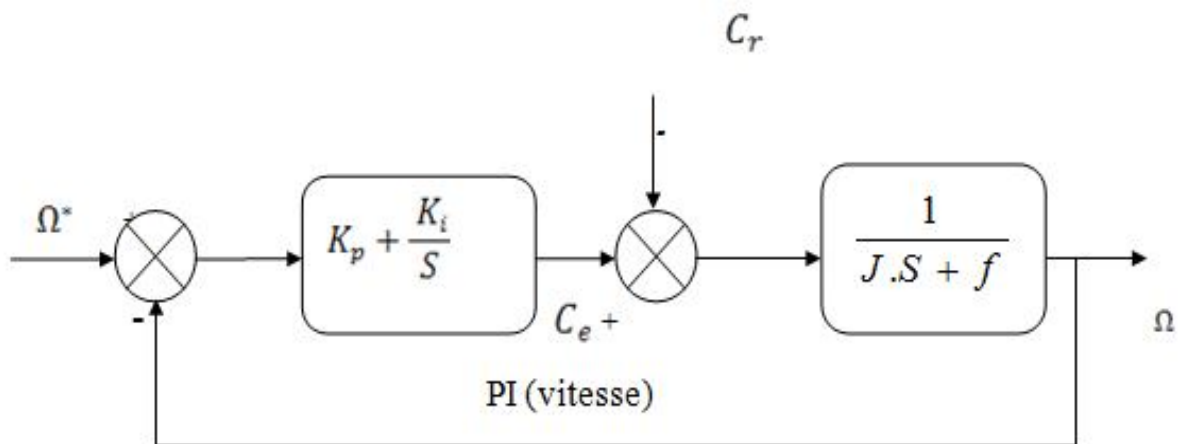 C_r
-
Ω*
+
K_p + K_i/S
1/(J.S + f)
-
C_e +
Ω
PI (vitesse)